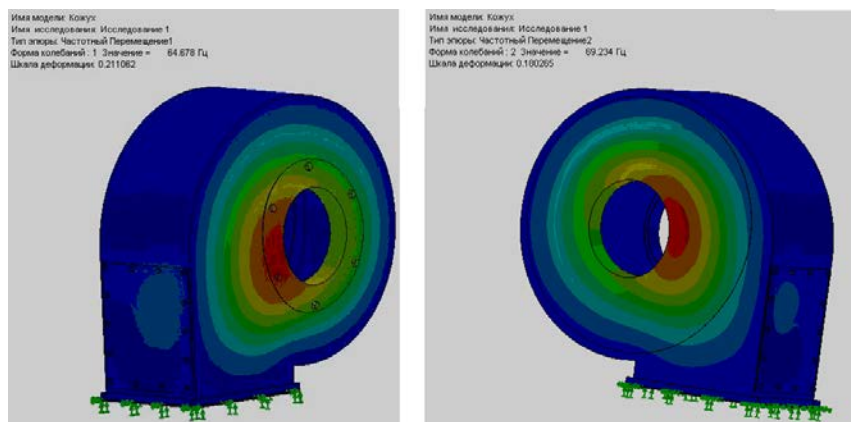 Имя модели: Кожух
Имя исследования: Исследование 1
Тип эпюры: Частотный Перемещение1
Форма колебаний: 1 Значение = 64.678 Гц
Шкала деформации: 0.211062
Имя модели: Кожух
Имя исследования: Исследование 1
Тип эпюры: Частотный Перемещение2
Форма колебаний: 2 Значение = 69.234 Гц
Шкала деформации: 0.180265